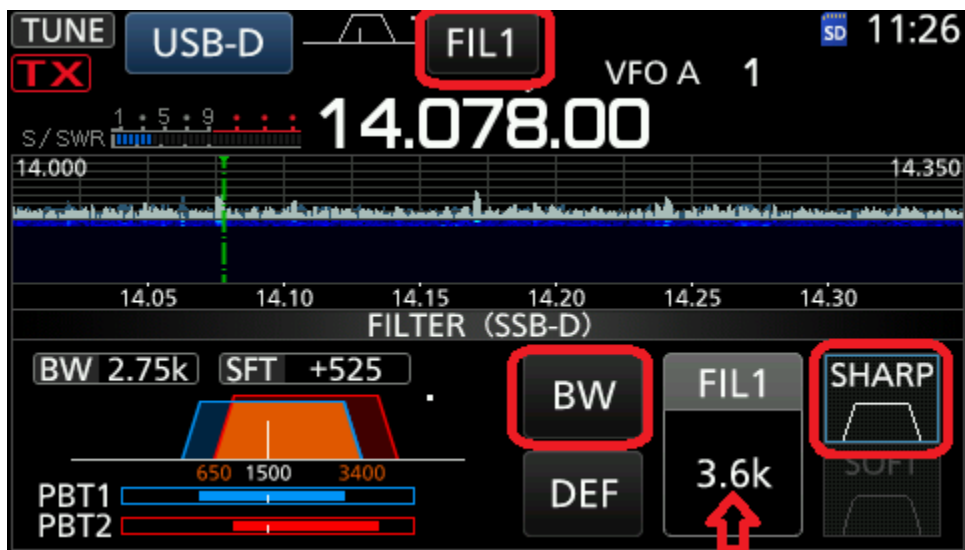 TUNE USB-D FIL1 SD 11:26
TX VFO A 1
1 5 9
S/SWR 14.078.00
14.000 14.350
14.05 14.10 14.15 14.20 14.25 14.30
FILTER (SSB-D)
BW 2.75k SFT +525 BW FIL1 SHARP
650 1500 3400
PBT1 DEF 3.6k SOFT
PBT2